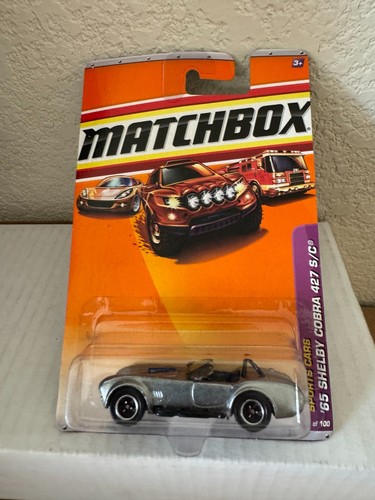 3+
MATCHBOX
SPORTS CARS
'65 SHELBY COBRA 427 S/C®
of 100